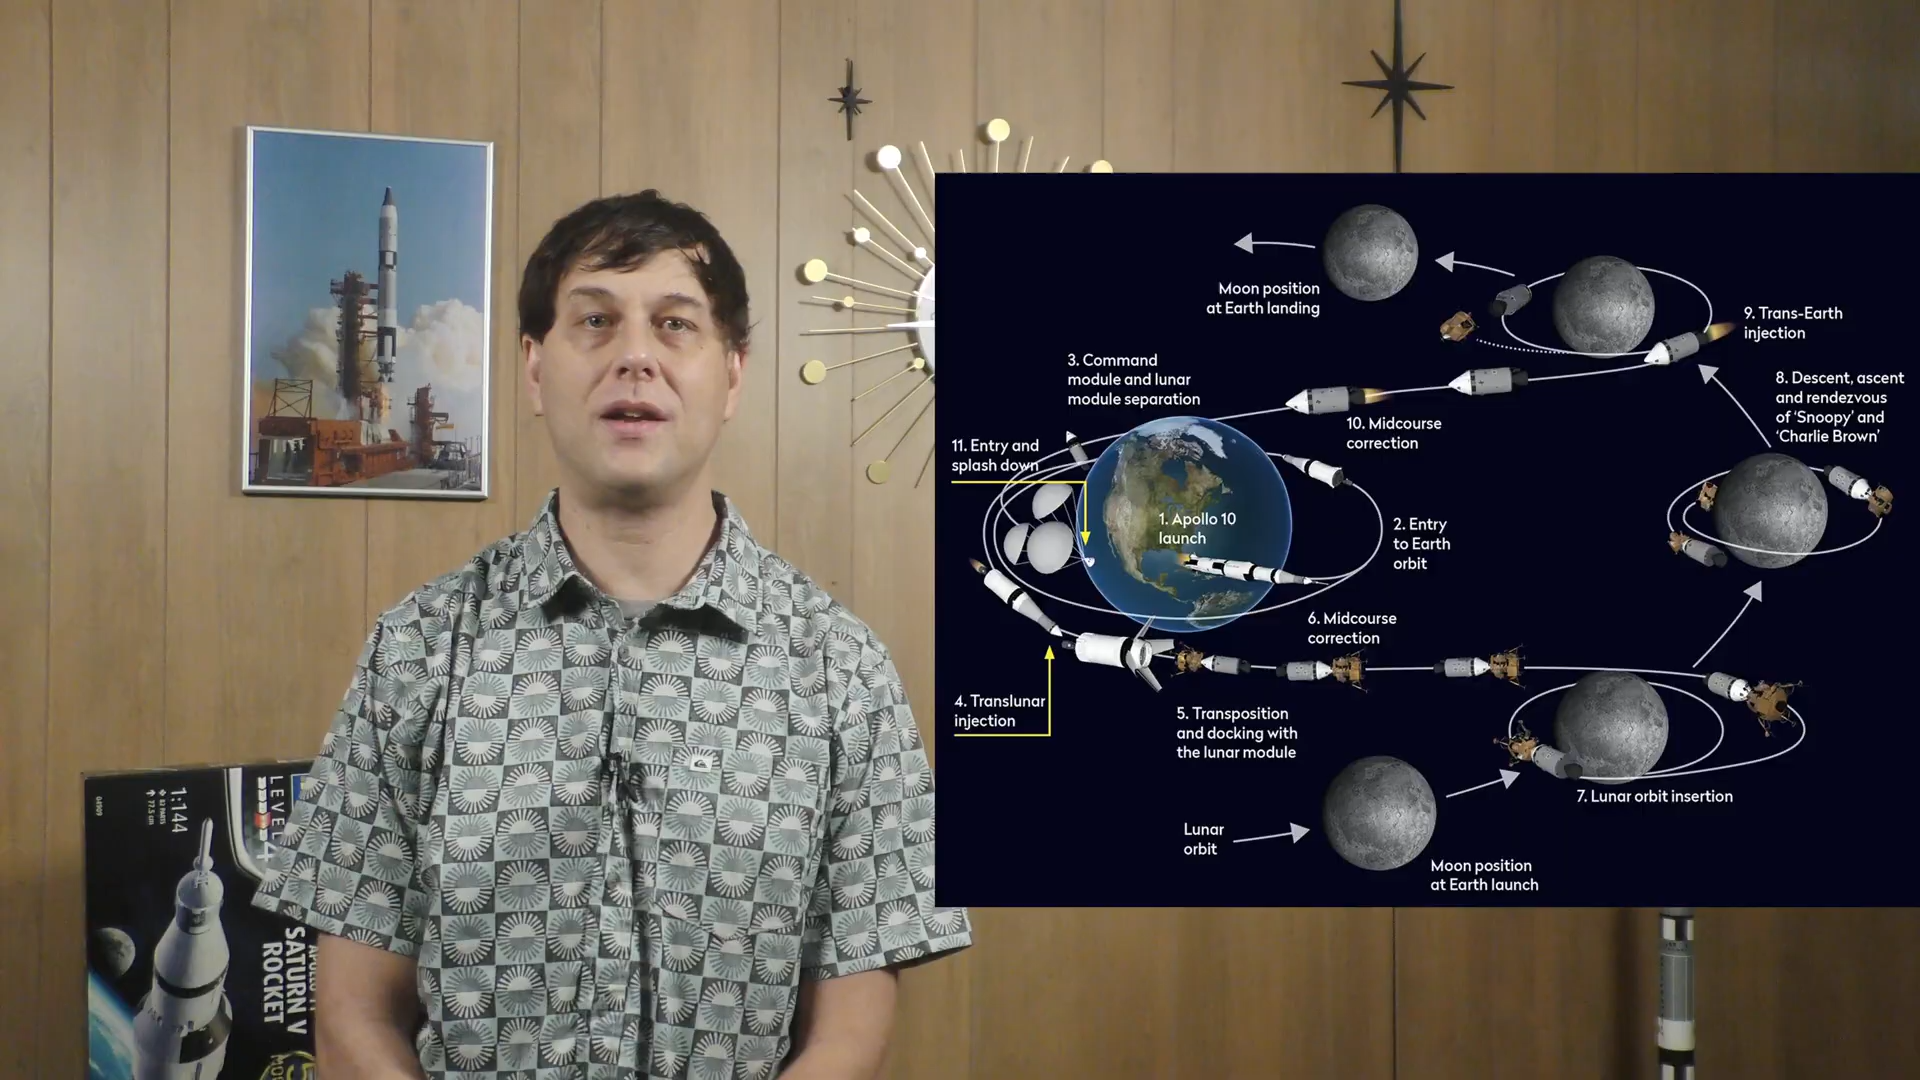 Moon position
at Earth landing
9. Trans-Earth
injection
3. Command
module and lunar
module separation
8. Descent, ascent
and rendezvous
of ‘Snoopy’ and
‘Charlie Brown’
10. Midcourse
correction
11. Entry and
splash down
1. Apollo 10
launch
2. Entry
to Earth
orbit
6. Midcourse
correction
4. Translunar
injection
5. Transposition
and docking with
the lunar module
7. Lunar orbit insertion
Lunar
orbit
Moon position
at Earth launch
LEVEL 4
1:144
SATURN V
ROCKET